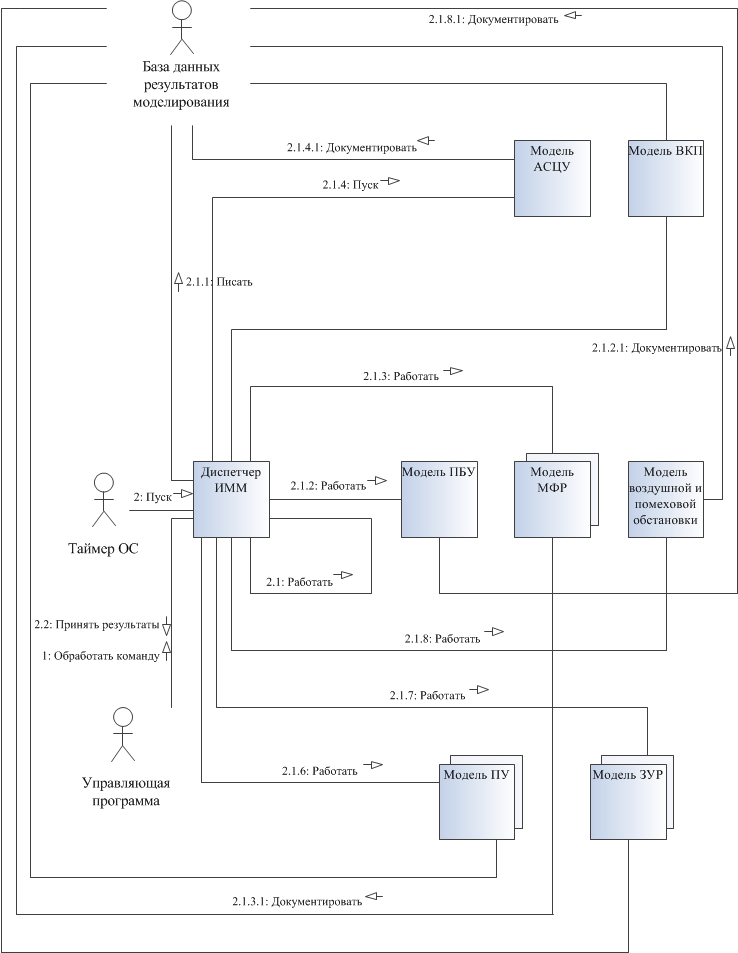 2.1.8.1: Документировать
База данных
результатов
моделирования
2.1.4.1: Документировать
Модель
АСЦУ
Модель ВКП
2.1.4: Пуск
2.1.1: Писать
2.1.2.1: Документировать
2.1.3: Работать
Диспетчер
ИММ
Модель ПБУ
Модель
МФР
Модель
воздушной и
помеховой
обстановки
2.1.2: Работать
2: Пуск
Таймер ОС
2.1: Работать
2.2: Принять результаты
2.1.8: Работать
1: Обработать команду
2.1.7: Работать
2.1.6: Работать
Модель ПУ
Модель ЗУР
Управляющая
программа
2.1.3.1: Документировать